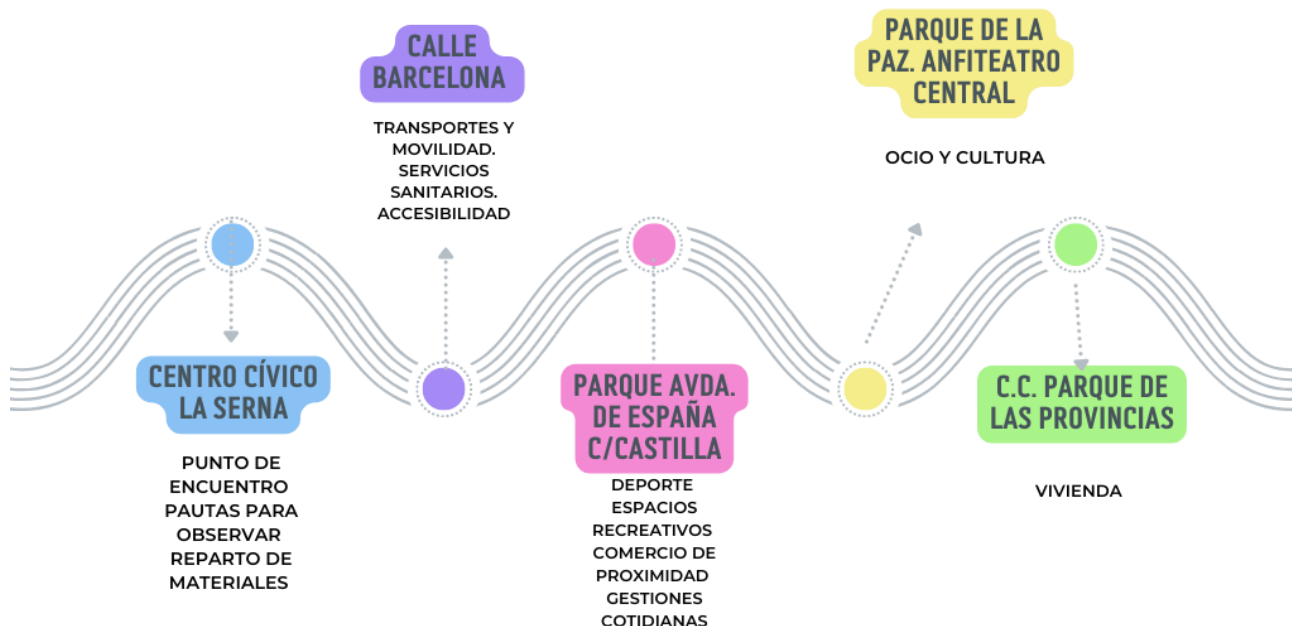 CENTRO CÍVICO
LA SERNA
PUNTO DE
ENCUENTRO
PAUTAS PARA
OBSERVAR
REPARTO DE
MATERIALES
CALLE
BARCELONA
TRANSPORTES Y
MOVILIDAD.
SERVICIOS
SANITARIOS.
ACCESIBILIDAD
PARQUE AVDA.
DE ESPAÑA
C/CASTILLA
DEPORTE
ESPACIOS
RECREATIVOS
COMERCIO DE
PROXIMIDAD
GESTIONES
COTIDIANAS
PARQUE DE LA
PAZ. ANFITEATRO
CENTRAL
OCIO Y CULTURA
C.C. PARQUE DE
LAS PROVINCIAS
VIVIENDA